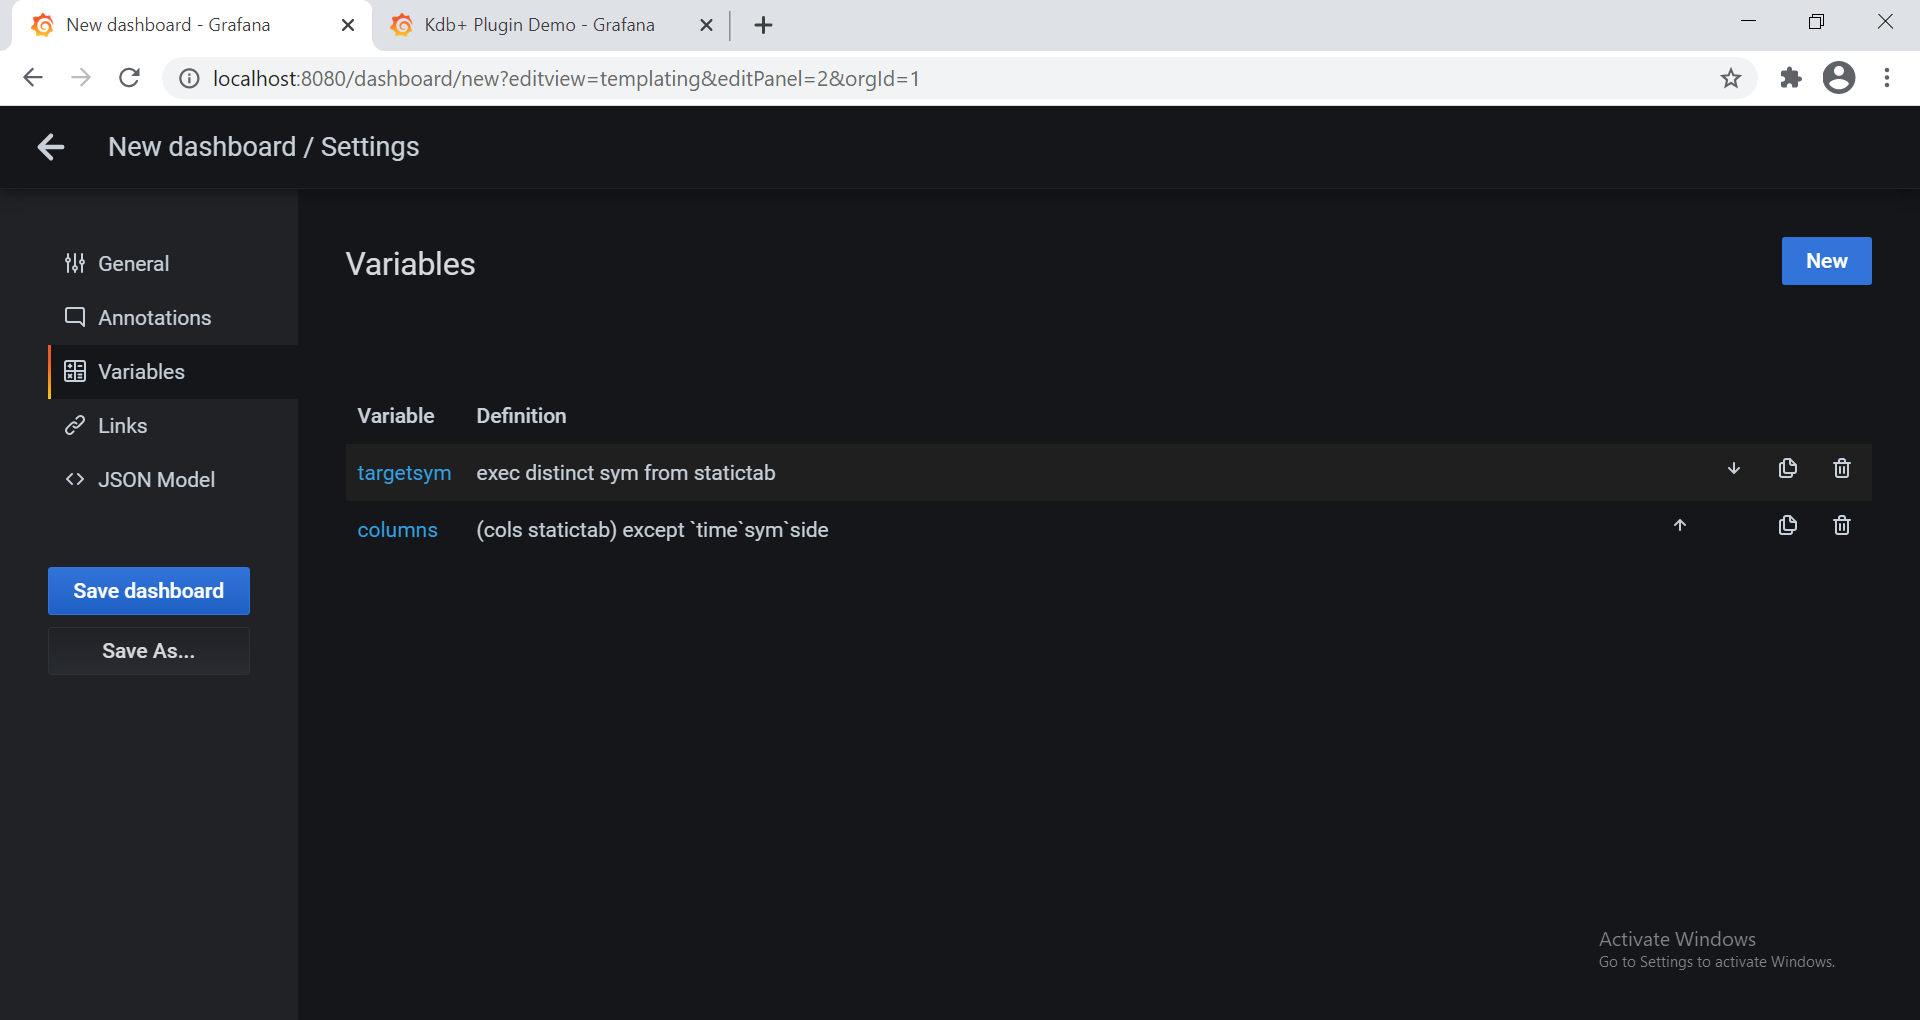 New dashboard - Grafana
Kdb+ Plugin Demo - Grafana
localhost:8080/dashboard/new?editview=templating&editPanel=2&orgId=1
New dashboard / Settings
General
Annotations
Variables
Links
JSON Model
Save dashboard
Save As...
Variables
New
Variable Definition
targetsym exec distinct sym from statictab
columns (cols statictab) except `time`sym`side
Activate Windows
Go to Settings to activate Windows.